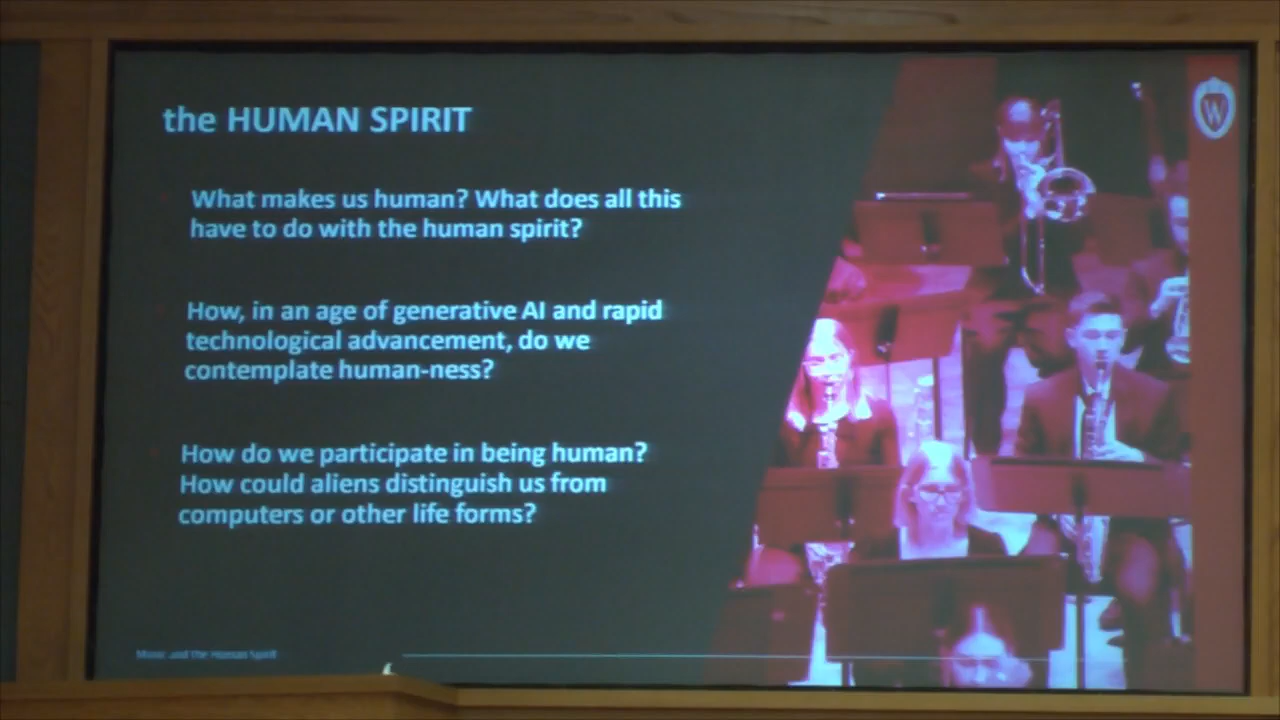 the HUMAN SPIRIT
W
What makes us human? What does all this
have to do with the human spirit?
How, in an age of generative AI and rapid
technological advancement, do we
contemplate human-ness?
How do we participate in being human?
How could aliens distinguish us from
computers or other life forms?
Music and the Human Spirit